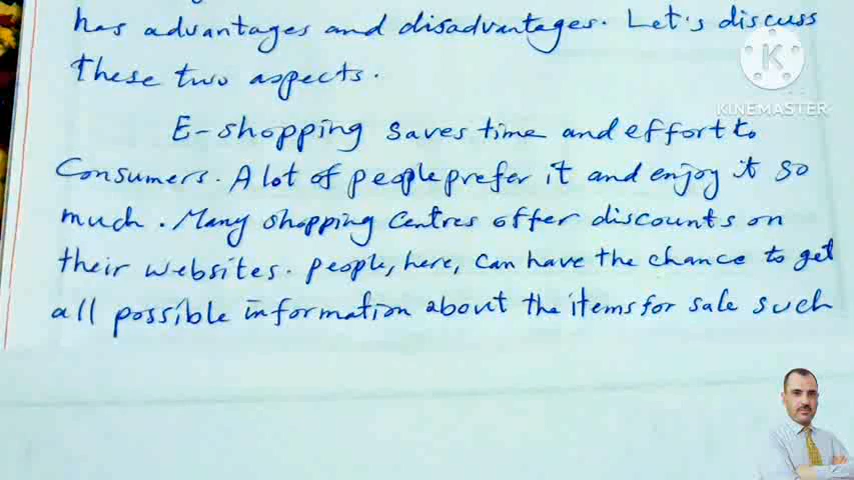 has advantages and disadvantages. Let's discuss
These two aspects.
E-shopping saves time and effort to
Consumers. A lot of people prefer it and enjoy it so
much. Many shopping Centres offer discounts on
their websites. people, here, can have the chance to get
all possible information about the items for sale such
K
KINEMASTER